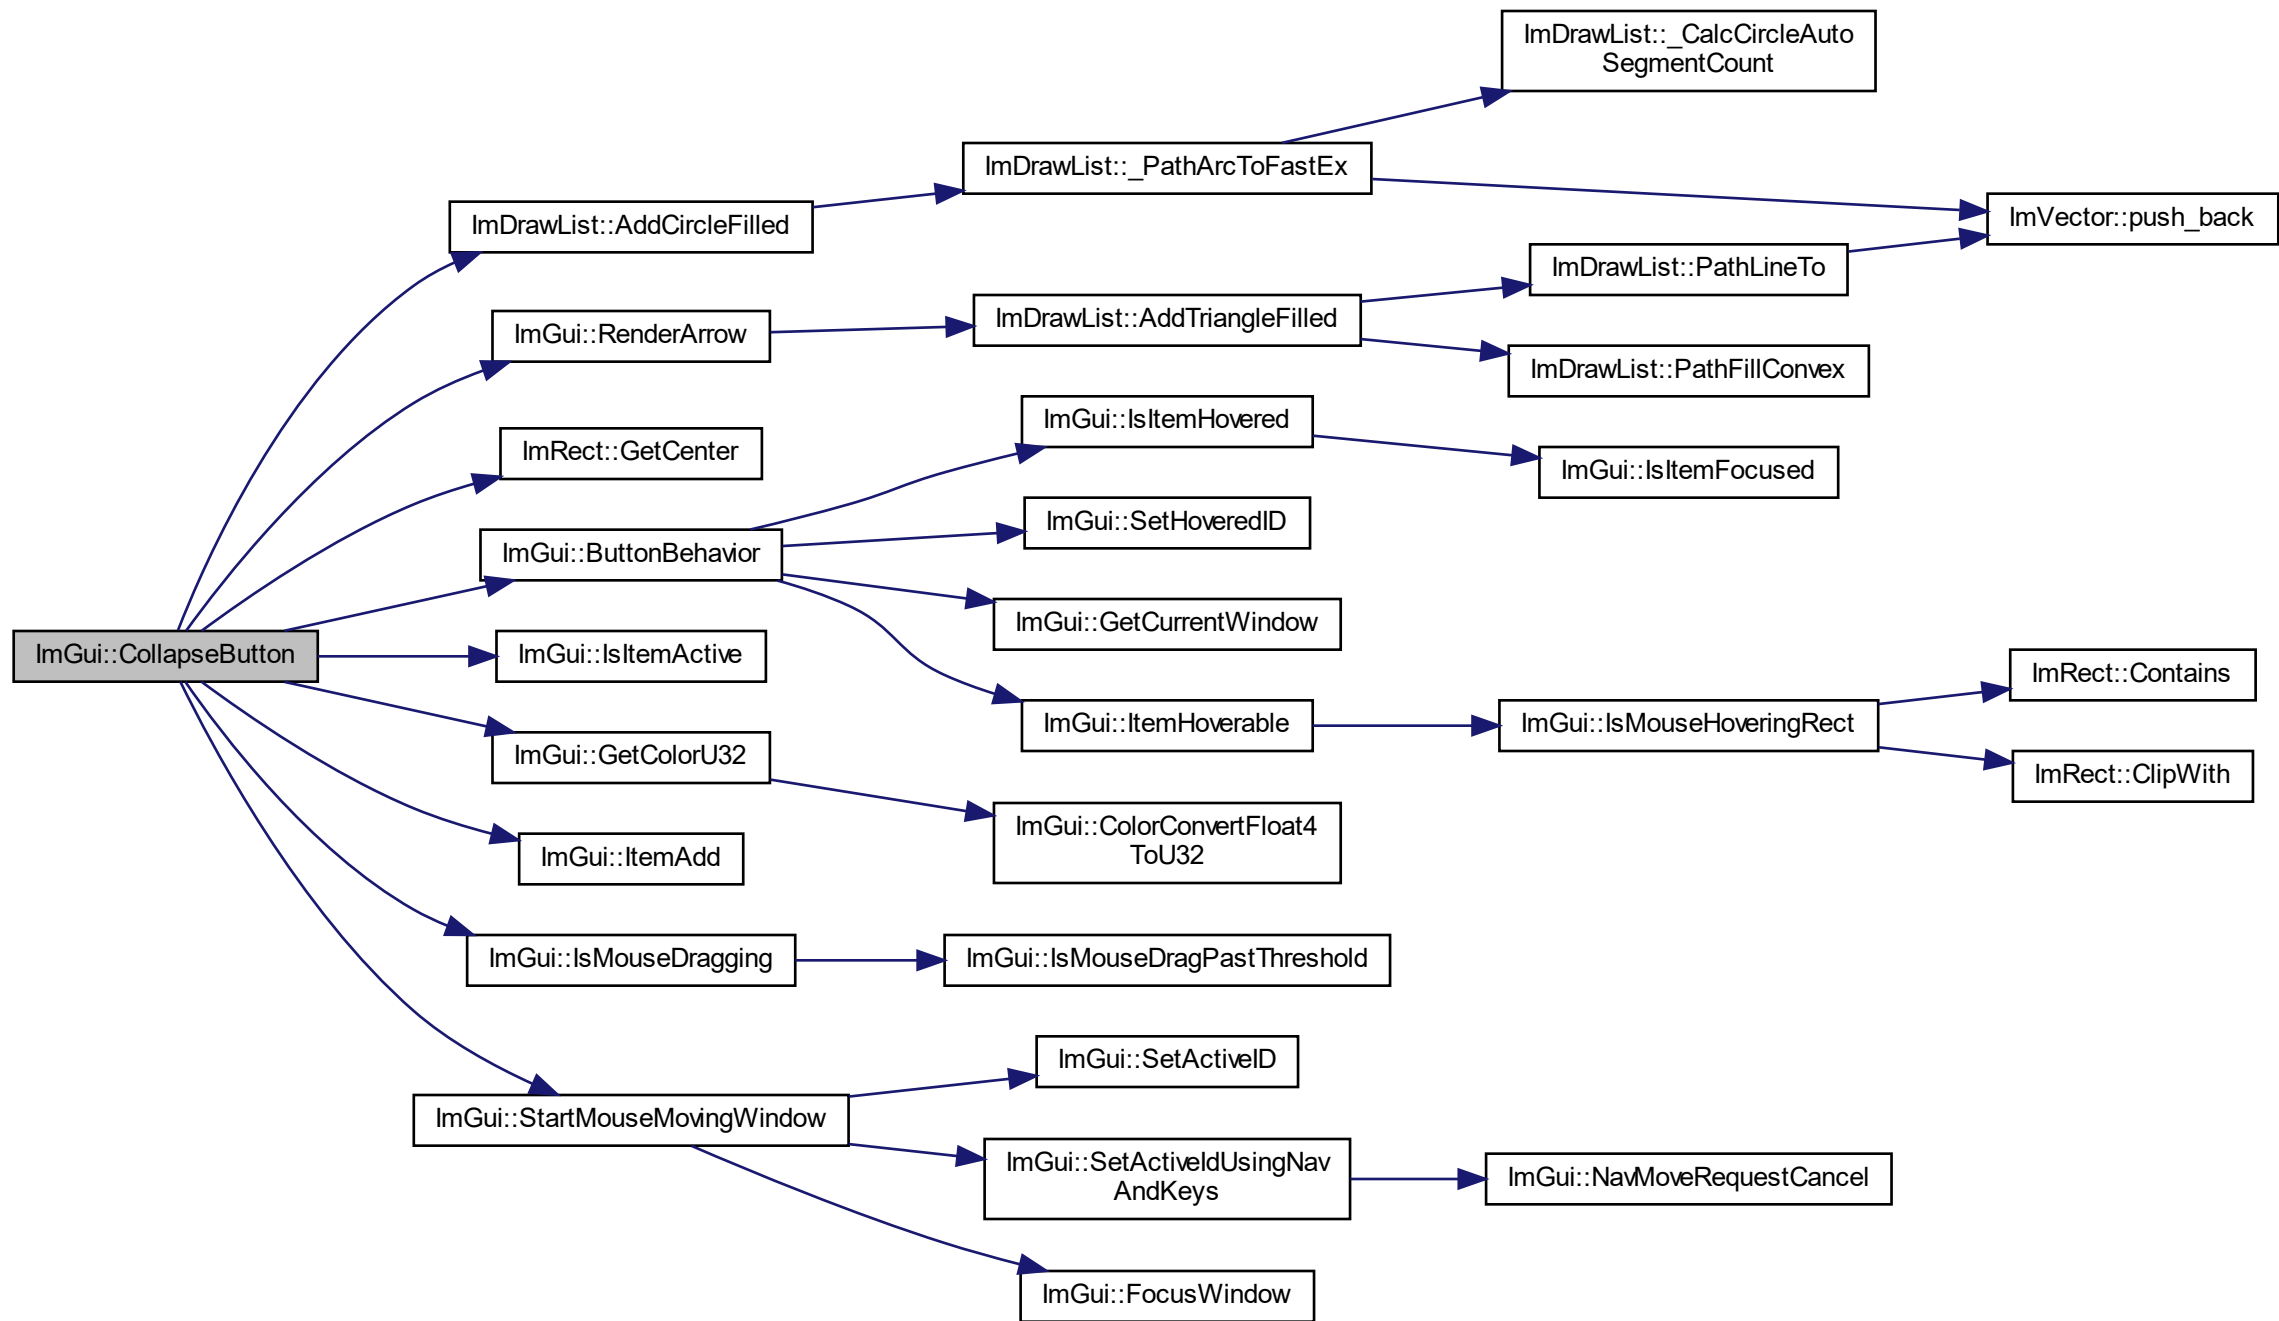 ImDrawList::_CalcCircleAuto
SegmentCount
ImDrawList::_PathArcToFastEx
ImVector::push_back
ImDrawList::AddCircleFilled
ImDrawList::PathLineTo
ImGui::RenderArrow
ImDrawList::AddTriangleFilled
ImDrawList::PathFillConvex
ImRect::GetCenter
ImGui::IsItemHovered
ImGui::IsItemFocused
ImGui::SetHoveredID
ImGui::ButtonBehavior
ImGui::GetCurrentWindow
ImGui::CollapseButton
ImGui::IsItemActive
ImGui::ItemHoverable
ImGui::IsMouseHoveringRect
ImRect::Contains
ImRect::ClipWith
ImGui::GetColorU32
ImGui::ColorConvertFloat4
ToU32
ImGui::ItemAdd
ImGui::IsMouseDragging
ImGui::IsMouseDragPastThreshold
ImGui::StartMouseMovingWindow
ImGui::SetActiveID
ImGui::SetActiveIdUsingNav
AndKeys
ImGui::NavMoveRequestCancel
ImGui::FocusWindow